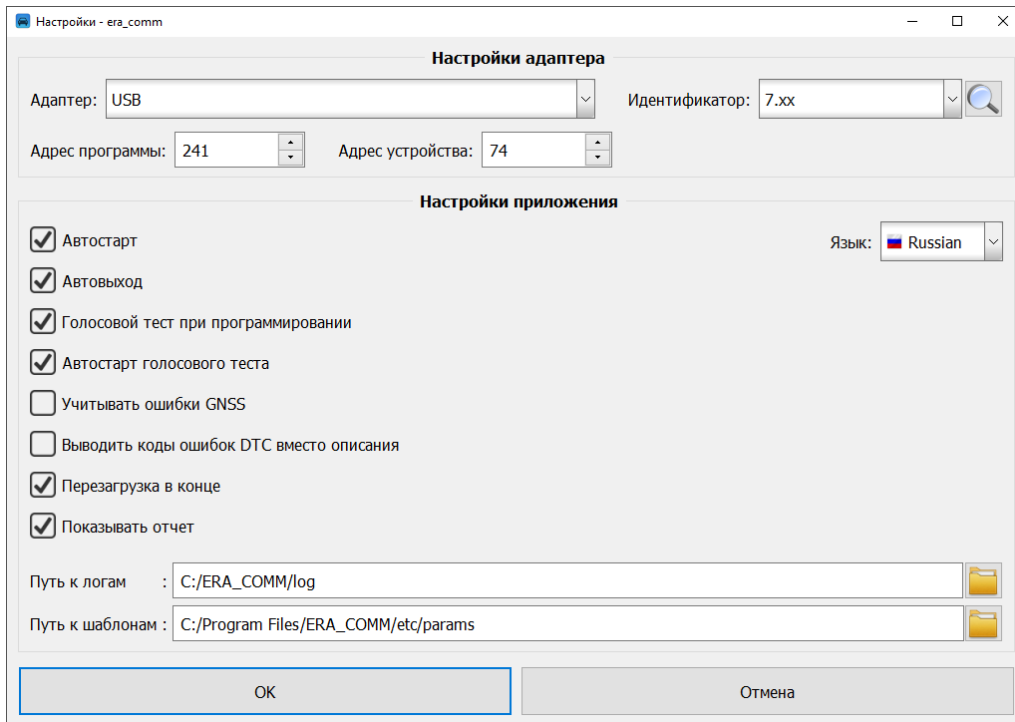 Настройки - era_comm
Настройки адаптера
Адаптер: USB Идентификатор: 7.xx
Адрес программы: 241 Адрес устройства: 74
Настройки приложения
Автостарт Язык: Russian
Автовыход
Голосовой тест при программировании
Автостарт голосового теста
Учитывать ошибки GNSS
Выводить коды ошибок DTC вместо описания
Перезагрузка в конце
Показывать отчет
Путь к логам : C:/ERA_COMM/log
Путь к шаблонам : C:/Program Files/ERA_COMM/etc/params
OK Отмена